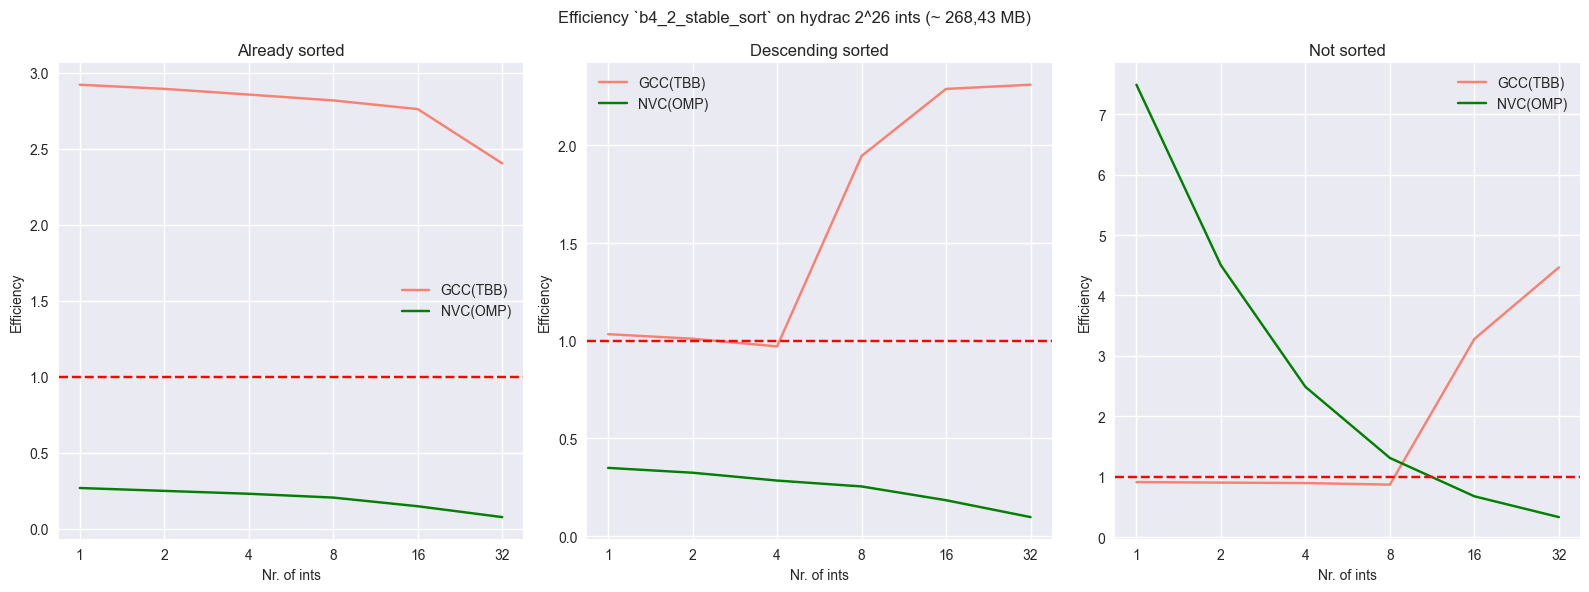 Efficiency `b4_2_stable_sort` on hydrac 2^26 ints (~ 268,43 MB)
Already sorted
3.0
2.5
2.0
1.5
1.0
0.5
0.0
Efficiency
GCC(TBB)
NVC(OMP)
1 2 4 8 16 32
Nr. of ints
Descending sorted
GCC(TBB)
NVC(OMP)
2.0
1.5
1.0
0.5
0.0
Efficiency
1 2 4 8 16 32
Nr. of ints
Not sorted
GCC(TBB)
NVC(OMP)
7
6
5
4
3
2
1
0
Efficiency
1 2 4 8 16 32
Nr. of ints